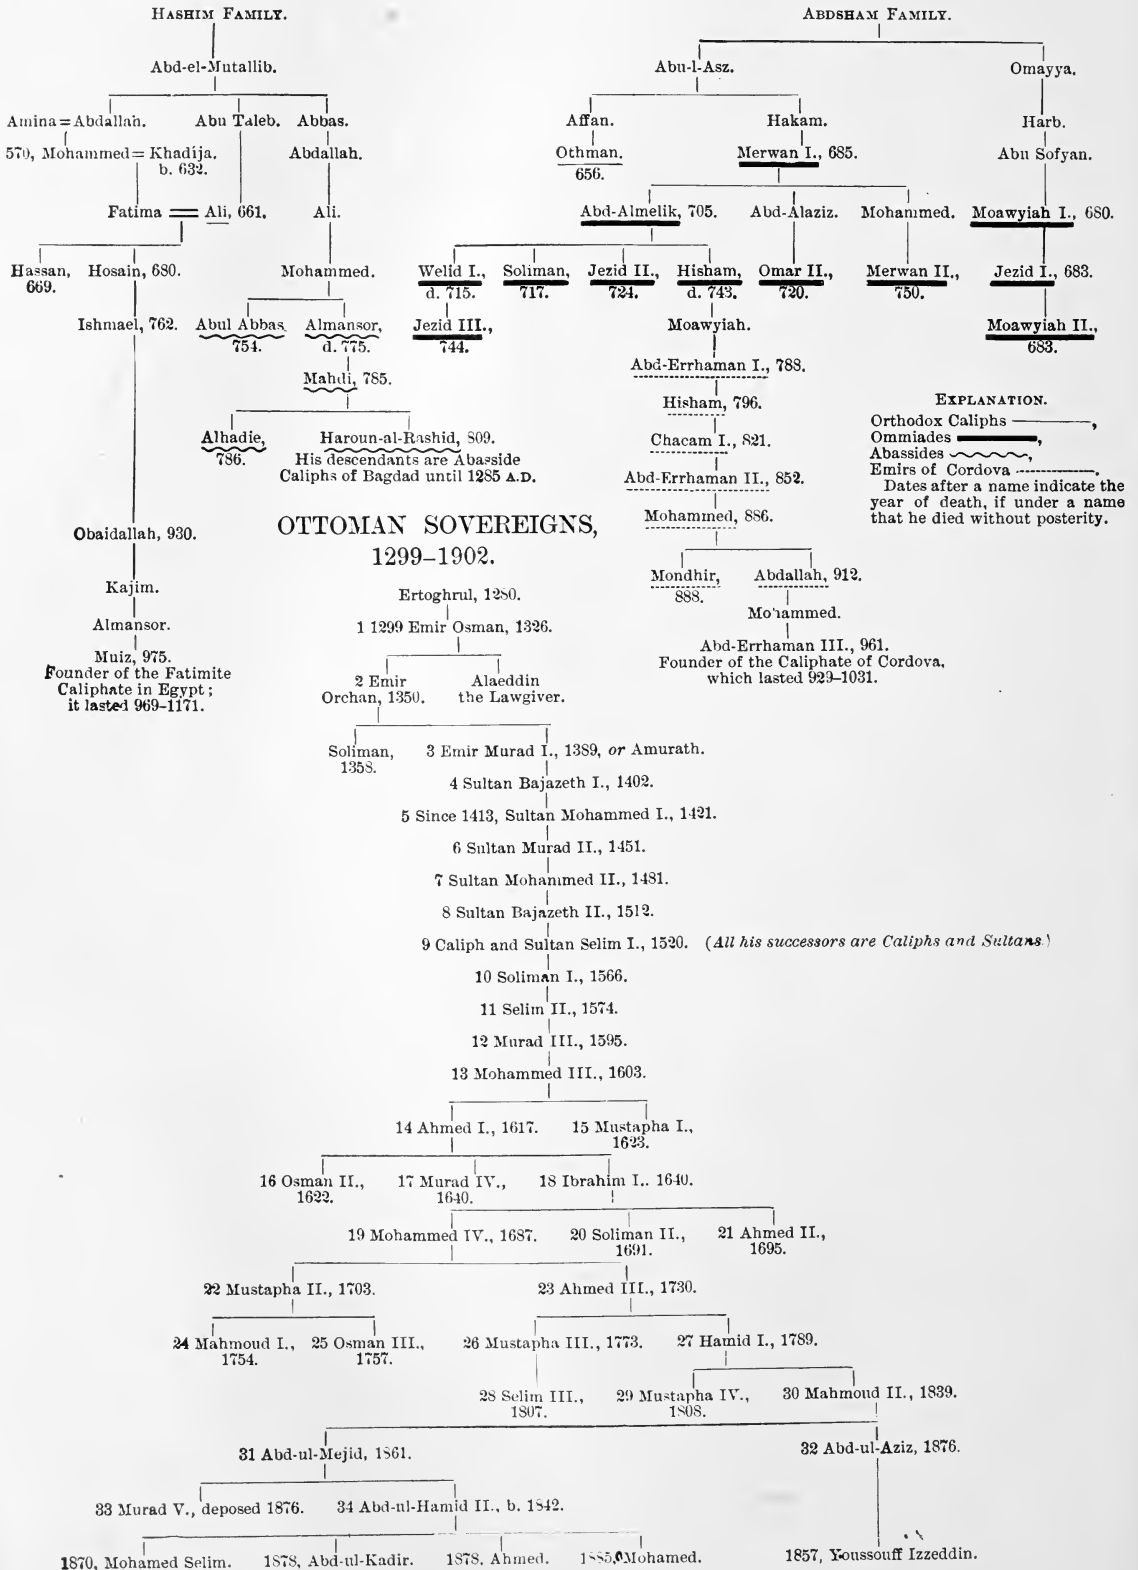 HASHIM FAMILY.
ABDSHAM FAMILY.
Abd-el-Mutallib.
Abu-l-Asz.
Omayya.
Amina = Abdallah.
Abu Taleb.
Abbas.
Affan.
Hakam.
Harb.
570, Mohammed = Khadija.
b. 632.
Abdallah.
Othman.
656.
Merwan I., 685.
Abu Sofyan.
Fatima = Ali, 661.
Ali.
Abd-Almelik, 705.
Abd-Alaziz.
Mohammed.
Moawyiah I., 680.
Hassan,
669.
Hosain, 680.
Mohammed.
Welid I.,
d. 715.
Soliman,
717.
Jezid II.,
724.
Hisham,
d. 743.
Omar II.,
720.
Merwan II.,
750.
Jezid I., 683.
Ishmael, 762.
Abul Abbas
754.
Almansor,
d. 775.
Jezid III.,
744.
Moawyiah.
Moawyiah II.,
683.
Mahdi, 785.
Abd-Errhaman I., 788.
Hisham, 796.
Alhadie,
786.
Haroun-al-Rashid, 809.
His descendants are Abasside
Caliphs of Bagdad until 1285 A.D.
Chacam I., 821.
Abd-Errhaman II., 852.
Mohammed, 886.
EXPLANATION.
Orthodox Caliphs ———,
Ommiades ———,
Abassides ～～～,
Emirs of Cordova ----------.
Dates after a name indicate the
year of death, if under a name
that he died without posterity.
Obaidallah, 930.
Mondhir,
888.
Abdallah, 912.
Kajim.
Mohammed.
Almansor.
Abd-Errhaman III., 961.
Founder of the Caliphate of Cordova,
which lasted 929–1031.
Muiz, 975.
Founder of the Fatimite
Caliphate in Egypt;
it lasted 969–1171.
OTTOMAN SOVEREIGNS,
1299–1902.
Ertoghrul, 1280.
1 1299 Emir Osman, 1326.
2 Emir
Orchan, 1350.
Alaeddin
the Lawgiver.
Soliman,
1358.
3 Emir Murad I., 1389, or Amurath.
4 Sultan Bajazeth I., 1402.
5 Since 1413, Sultan Mohammed I., 1421.
6 Sultan Murad II., 1451.
7 Sultan Mohammed II., 1481.
8 Sultan Bajazeth II., 1512.
9 Caliph and Sultan Selim I., 1520. (All his successors are Caliphs and Sultans.)
10 Soliman I., 1566.
11 Selim II., 1574.
12 Murad III., 1595.
13 Mohammed III., 1603.
14 Ahmed I., 1617.
15 Mustapha I.,
1623.
16 Osman II.,
1622.
17 Murad IV.,
1640.
18 Ibrahim I.. 1640.
19 Mohammed IV., 1687.
20 Soliman II.,
1691.
21 Ahmed II.,
1695.
22 Mustapha II., 1703.
23 Ahmed III., 1730.
24 Mahmoud I.,
1754.
25 Osman III.,
1757.
26 Mustapha III., 1773.
27 Hamid I., 1789.
28 Selim III.,
1807.
29 Mustapha IV.,
1808.
30 Mahmoud II., 1839.
31 Abd-ul-Mejid, 1861.
32 Abd-ul-Aziz, 1876.
33 Murad V., deposed 1876.
34 Abd-ul-Hamid II., b. 1842.
1870, Mohamed Selim.
1878, Abd-ul-Kadir.
1878, Ahmed.
1885, Mohamed.
1857, Youssouff Izzeddin.